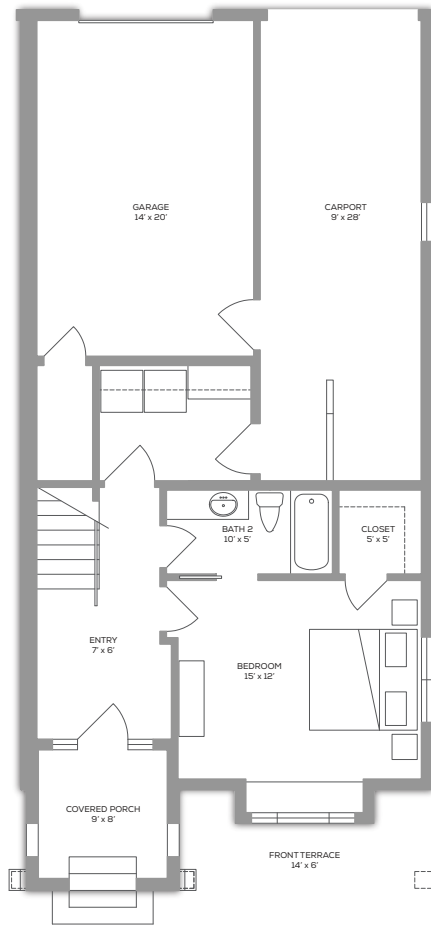 GARAGE
14' x 20'
CARPORT
9' x 28'
BATH 2
10' x 5'
CLOSET
5' x 5'
ENTRY
7' x 6'
BEDROOM
15' x 12'
COVERED PORCH
9' x 8'
FRONT TERRACE
14' x 6'